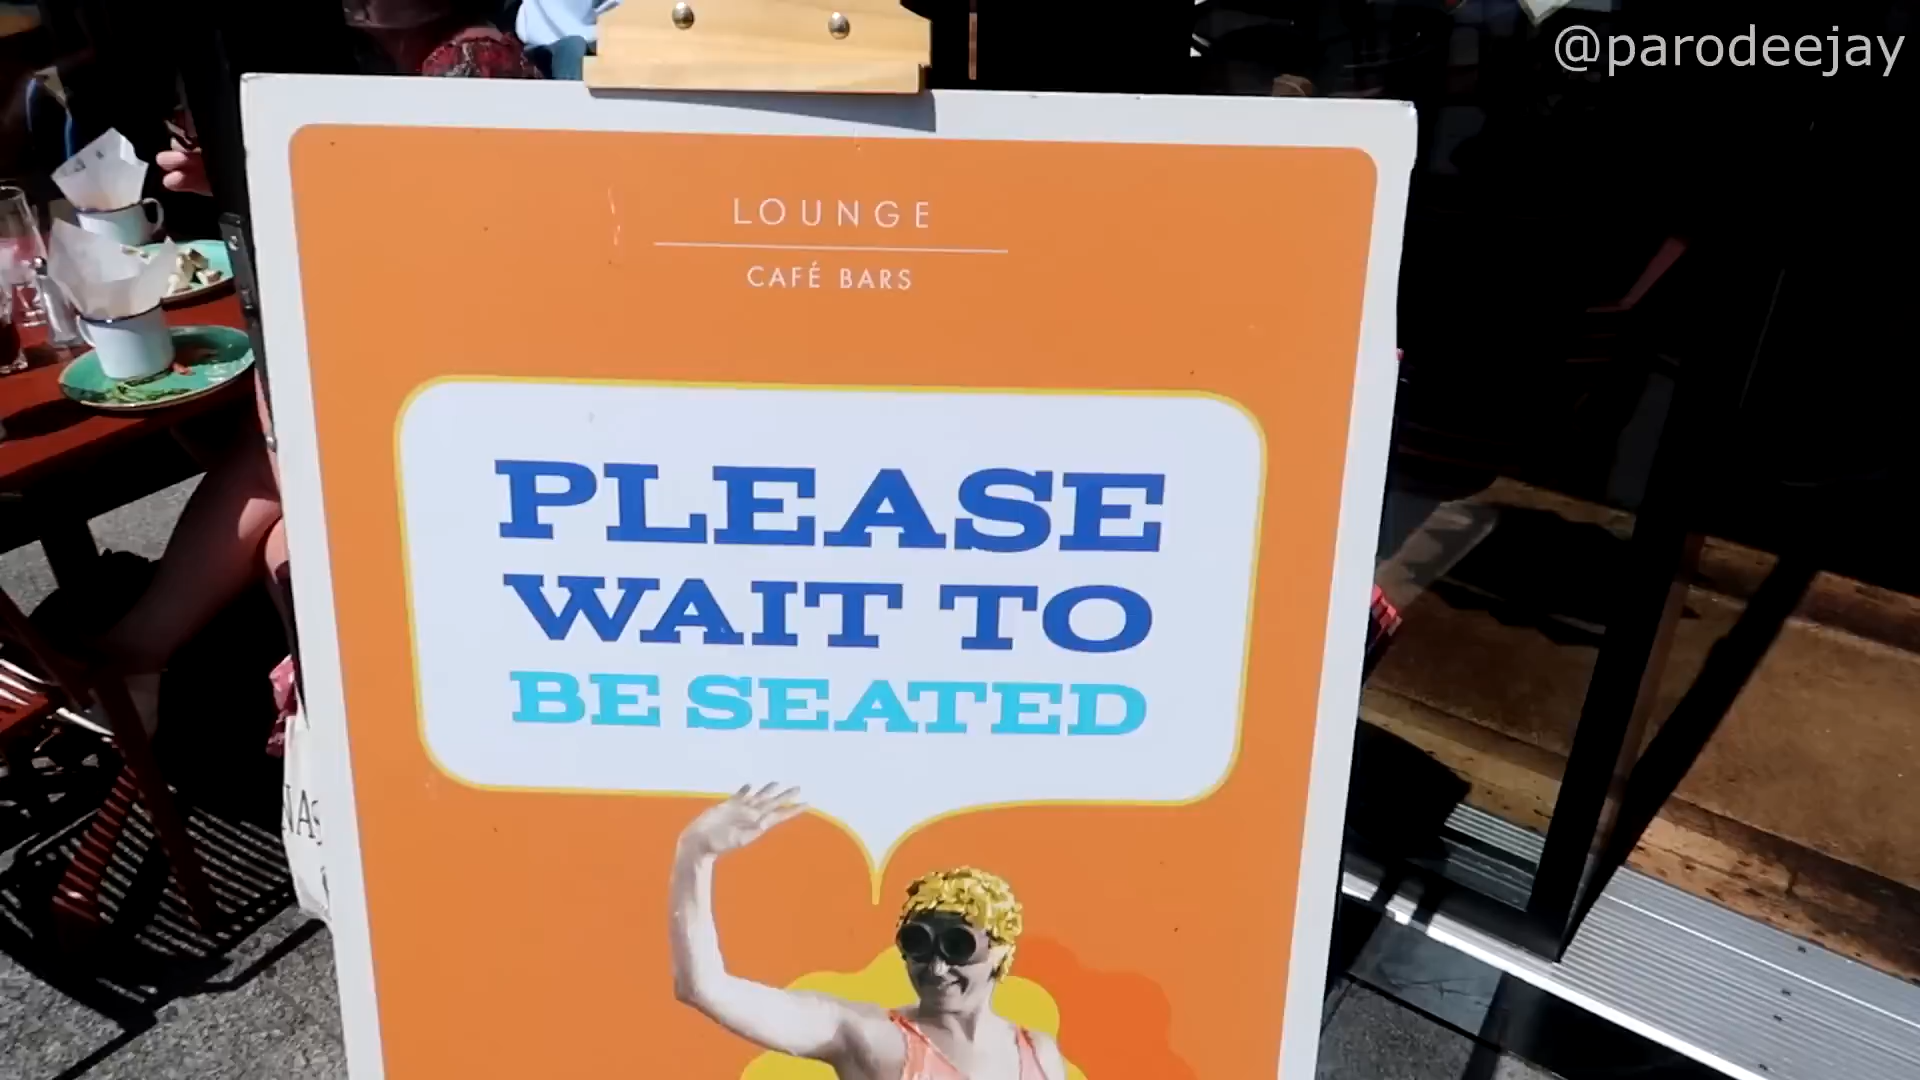 @parodeejay
LOUNGE
CAFÉ BARS
PLEASE
WAIT TO
BE SEATED